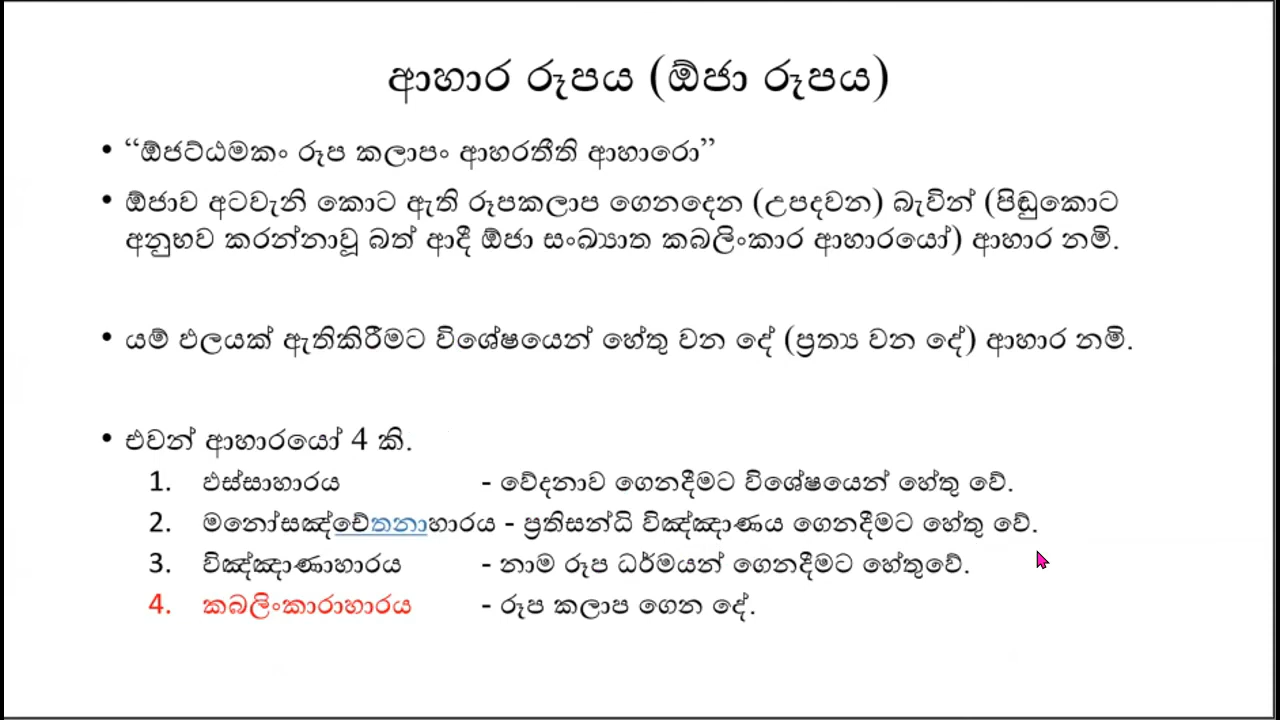 ආහාර රූපය (ඕජා රූපය)
• “ඕජට්ඨමකං රූප කලාපං ආහරතීති ආහාරො”
• ඕජාව අටවැනි කොට ඇති රූපකලාප ගෙනදෙන (උපදවන) බැවින් (පිඬුකොට
අනුභව කරන්නාවූ බත් ආදී ඕජා සංඛ්‍යාත කබලිංකාර ආහාරයෝ) ආහාර නමි.
• යම් ඵලයක් ඇතිකිරීමට විශේෂයෙන් හේතු වන දේ (ප්‍රත්‍ය වන දේ) ආහාර නමි.
• එවන් ආහාරයෝ 4 කි.
1. ඵස්සාහාරය - වේදනාව ගෙනදීමට විශේෂයෙන් හේතු වේ.
2. මනෝසඤ්චේතනාහාරය - ප්‍රතිසන්ධි විඤ්ඤාණය ගෙනදීමට හේතු වේ.
3. විඤ්ඤාණාහාරය - නාම රූප ධර්මයන් ගෙනදීමට හේතුවේ.
4. කබලිංකාරාහාරය - රූප කලාප ගෙන දේ.